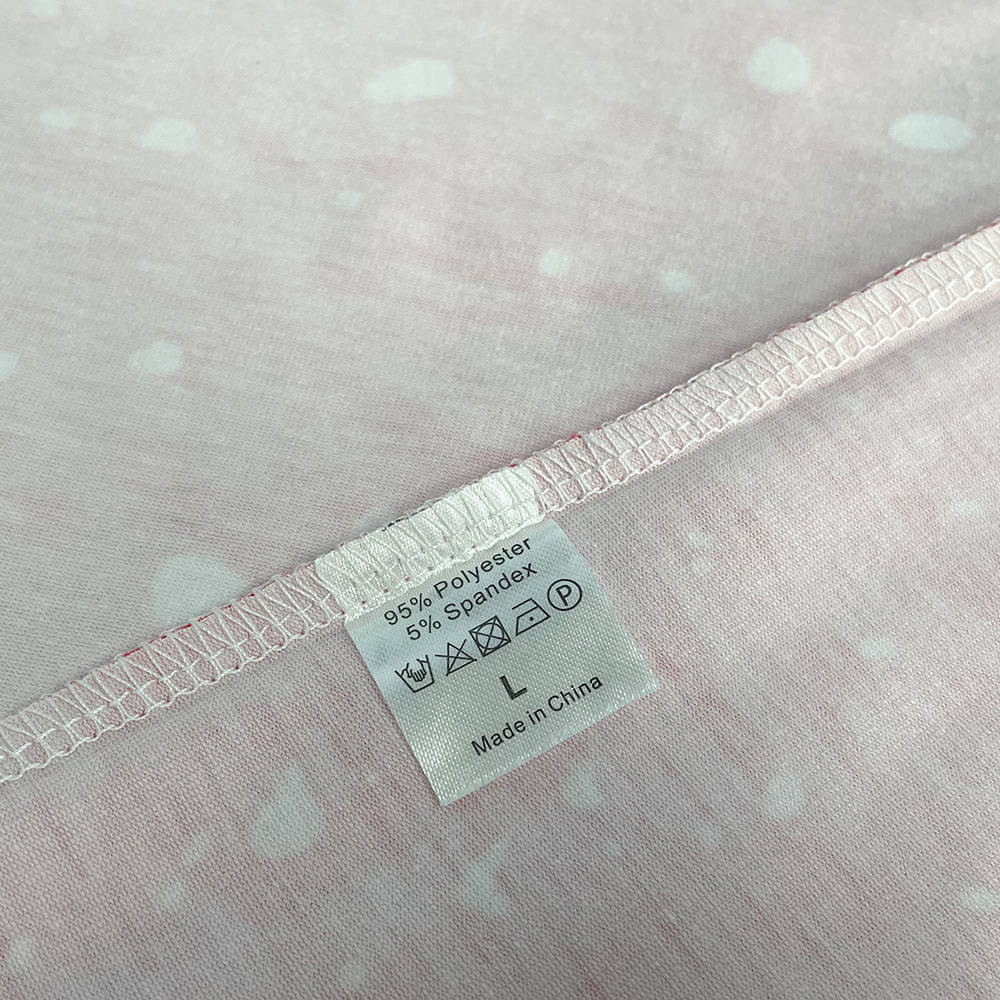 95% Polyester
5% Spandex
P
L
Made in China